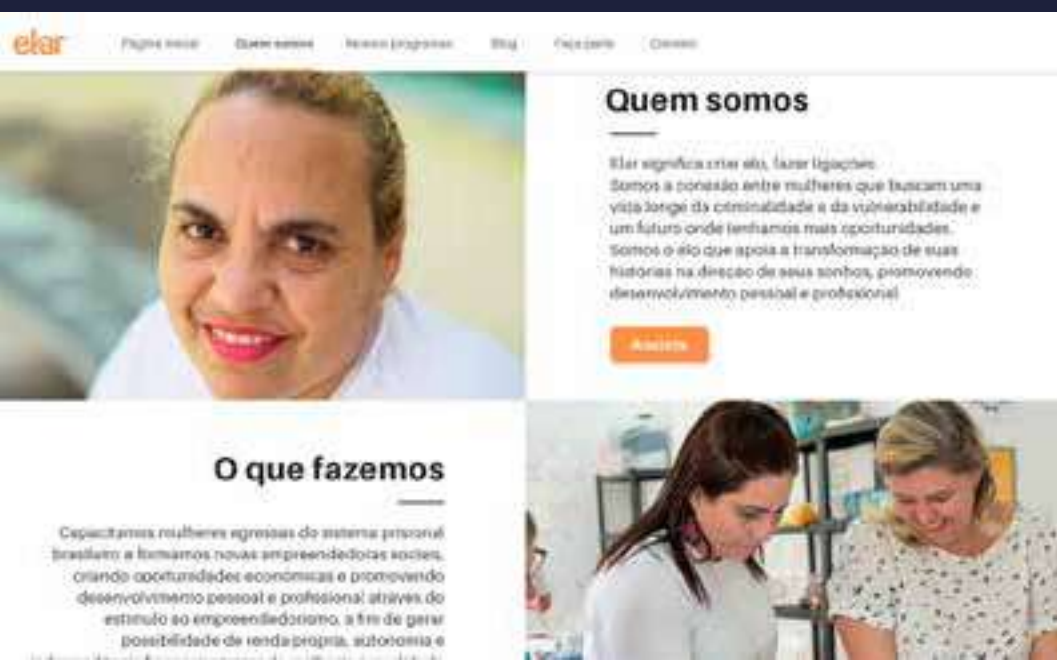 elar
Página inicial Quem somos Nossos programas Blog Faça parte Contato
Quem somos
Elar significa criar elo, fazer ligações.
Somos a conexão entre mulheres que buscam uma
vida longe da criminalidade e da vulnerabilidade e
um futuro onde tenhamos mais oportunidades.
Somos o elo que apoia a transformação de suas
histórias na direção de seus sonhos, promovendo
desenvolvimento pessoal e profissional.
Assista
O que fazemos
Capacitamos mulheres egressas do sistema prisional
brasileiro e formamos novas empreendedoras sociais,
criando oportunidades econômicas e promovendo
desenvolvimento pessoal e profissional através do
estímulo ao empreendedorismo, a fim de gerar
possibilidade de renda própria, autonomia e